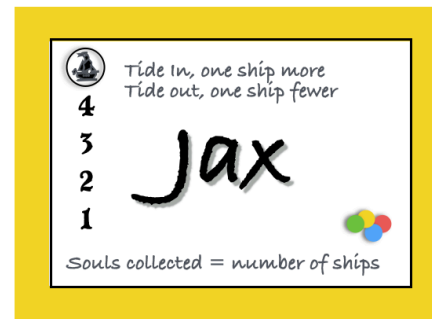 Tide In, one ship more
Tide out, one ship fewer
4
3
2
1
Jax
Souls collected = number of ships